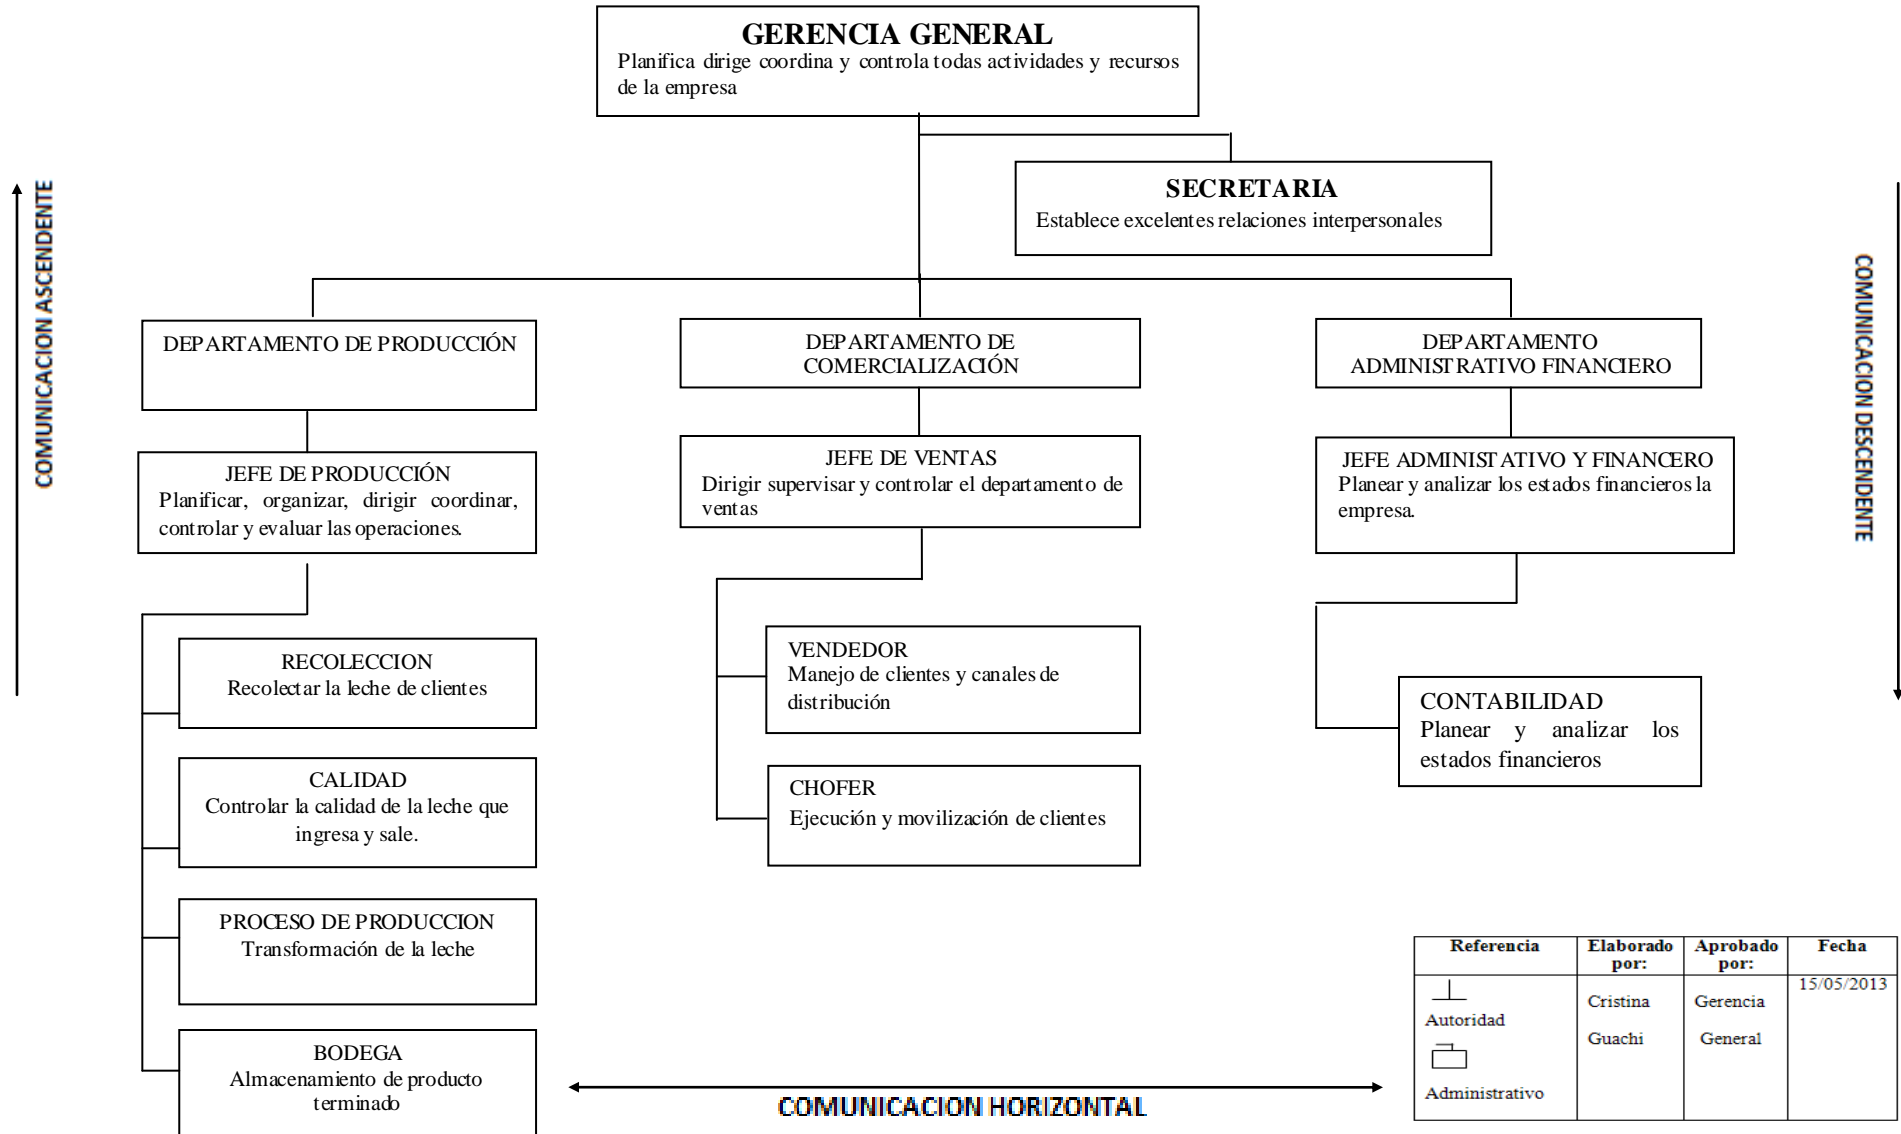 GERENCIA GENERAL
Planifica dirige coordina y controla todas actividades y recursos
de la empresa
SECRETARIA
Establece excelentes relaciones interpersonales
COMUNICACION ASCENDENTE
COMUNICACION DESCENDENTE
DEPARTAMENTO DE PRODUCCIÓN
DEPARTAMENTO DE
COMERCIALIZACIÓN
DEPARTAMENTO
ADMINISTRATIVO FINANCIERO
JEFE DE PRODUCCIÓN
Planificar, organizar, dirigir coordinar,
controlar y evaluar las operaciones.
JEFE DE VENTAS
Dirigir supervisar y controlar el departamento de
ventas
JEFE ADMINISTATIVO Y FINANCERO
Planear y analizar los estados financieros la
empresa.
RECOLECCION
Recolectar la leche de clientes
CALIDAD
Controlar la calidad de la leche que
ingresa y sale.
PROCESO DE PRODUCCION
Transformación de la leche
BODEGA
Almacenamiento de producto
terminado
VENDEDOR
Manejo de clientes y canales de
distribución
CHOFER
Ejecución y movilización de clientes
CONTABILIDAD
Planear y analizar los
estados financieros
COMUNICACION HORIZONTAL
Referencia
Elaborado
por:
Aprobado
por:
Fecha
Autoridad
Administrativo
Cristina
Guachi
Gerencia
General
15/05/2013